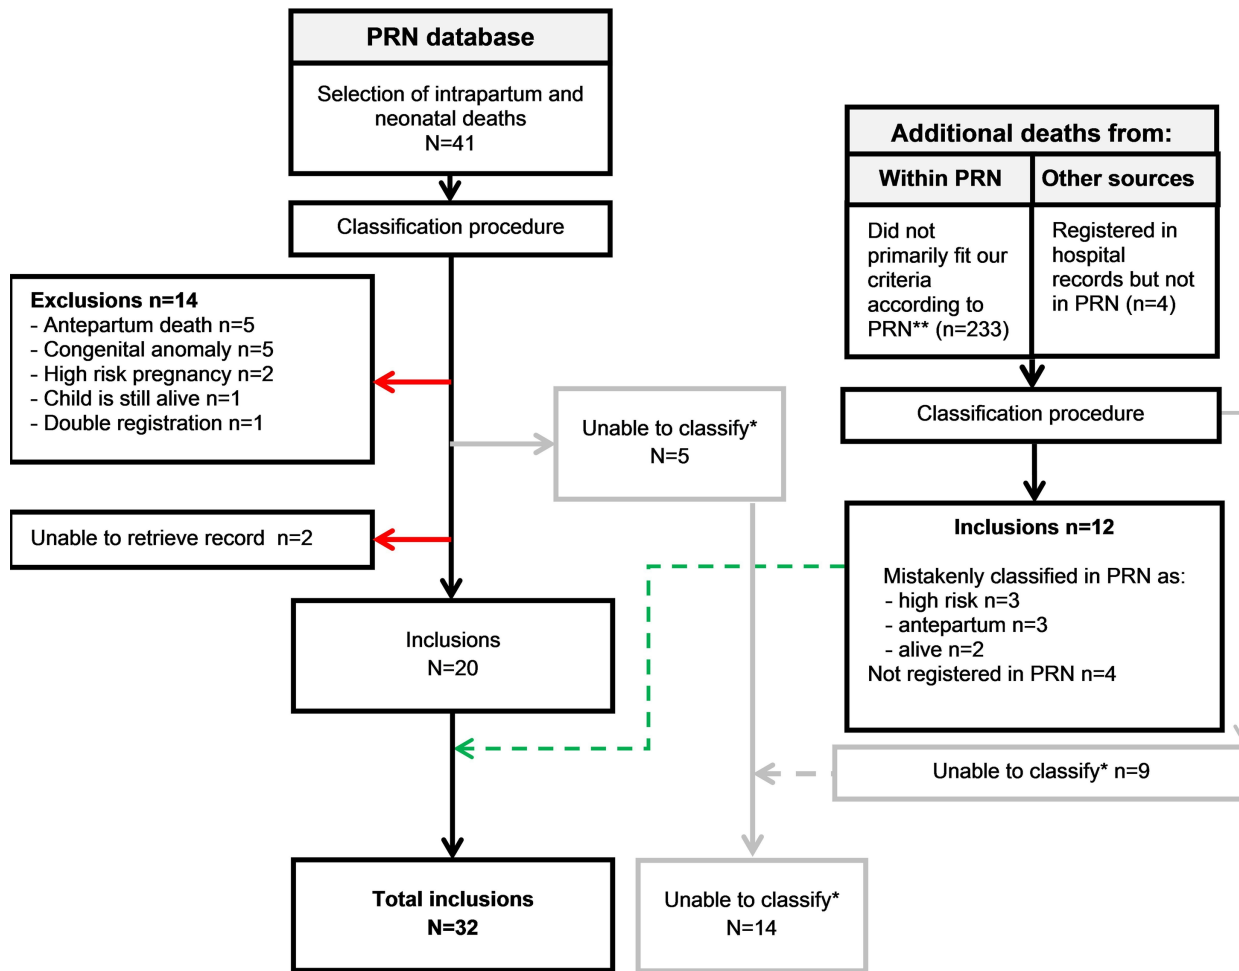 PRN database
Selection of intrapartum and
neonatal deaths
N=41
Classification procedure
Exclusions n=14
- Antepartum death n=5
- Congenital anomaly n=5
- High risk pregnancy n=2
- Child is still alive n=1
- Double registration n=1
Unable to classify*
N=5
Unable to retrieve record n=2
Inclusions
N=20
Total inclusions
N=32
Unable to classify*
N=14
Additional deaths from:
Within PRN
Did not
primarily fit our
criteria
according to
PRN** (n=233)
Other sources
Registered in
hospital
records but not
in PRN (n=4)
Classification procedure
Inclusions n=12
Mistakenly classified in PRN as:
- high risk n=3
- antepartum n=3
- alive n=2
Not registered in PRN n=4
Unable to classify* n=9